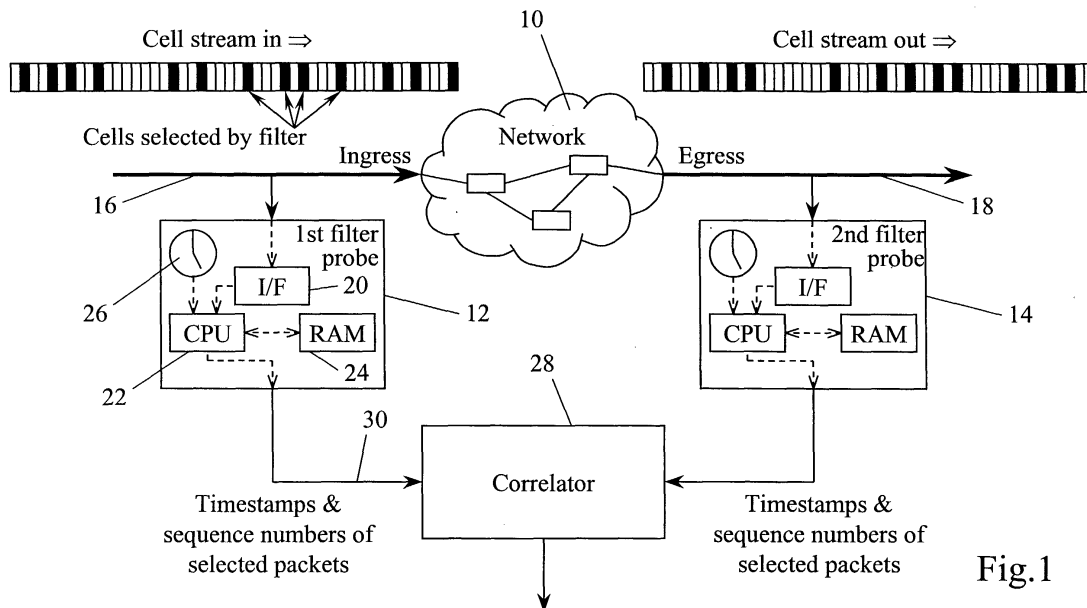 10
Cell stream in ⇒
Cell stream out ⇒
Cells selected by filter
Network
Ingress
Egress
16
18
1st filter
probe
2nd filter
probe
I/F
20
I/F
26
12
14
CPU
RAM
CPU
RAM
22
24
28
30
Correlator
Timestamps &
sequence numbers of
selected packets
Timestamps &
sequence numbers of
selected packets
Fig.1